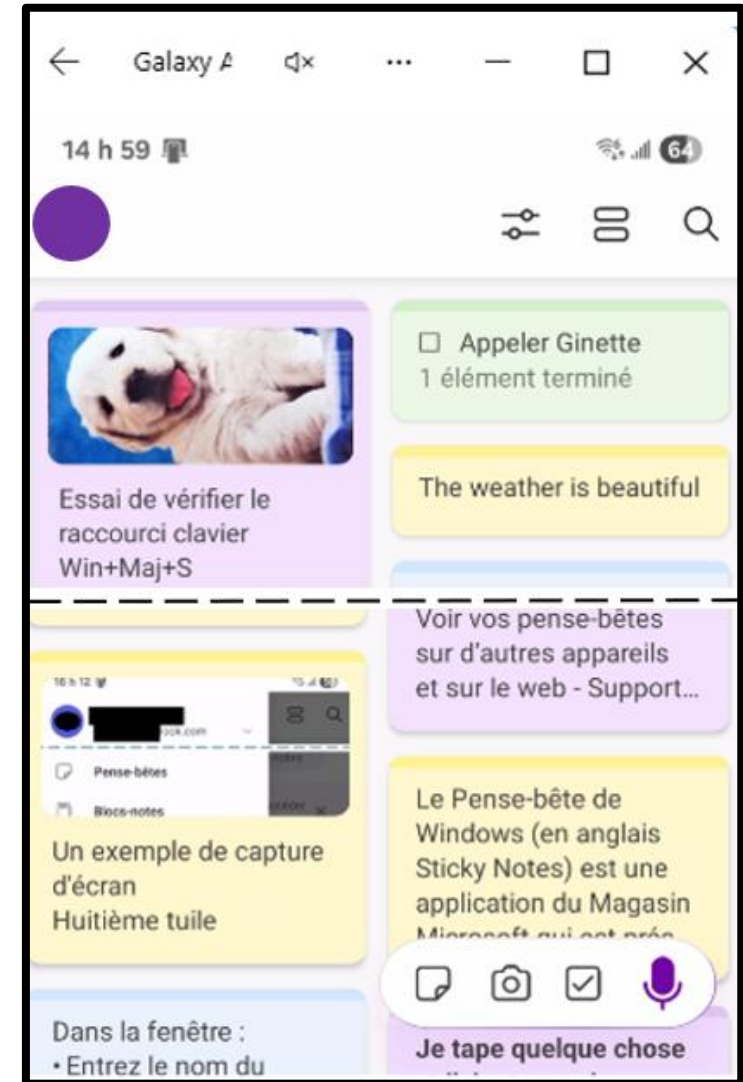 Galaxy A
14 h 59
64
Essai de vérifier le
raccourci clavier
Win+Maj+S
Appeler Ginette
1 élément terminé
The weather is beautiful
Voir vos pense-bêtes
sur d'autres appareils
et sur le web - Support...
16 h 12
Pense-bêtes
Blocs-notes
Un exemple de capture
d'écran
Huitième tuile
Le Pense-bête de
Windows (en anglais
Sticky Notes) est une
application du Magasin
Microsoft qui est
Dans la fenêtre :
• Entrez le nom du
Je tape quelque chose